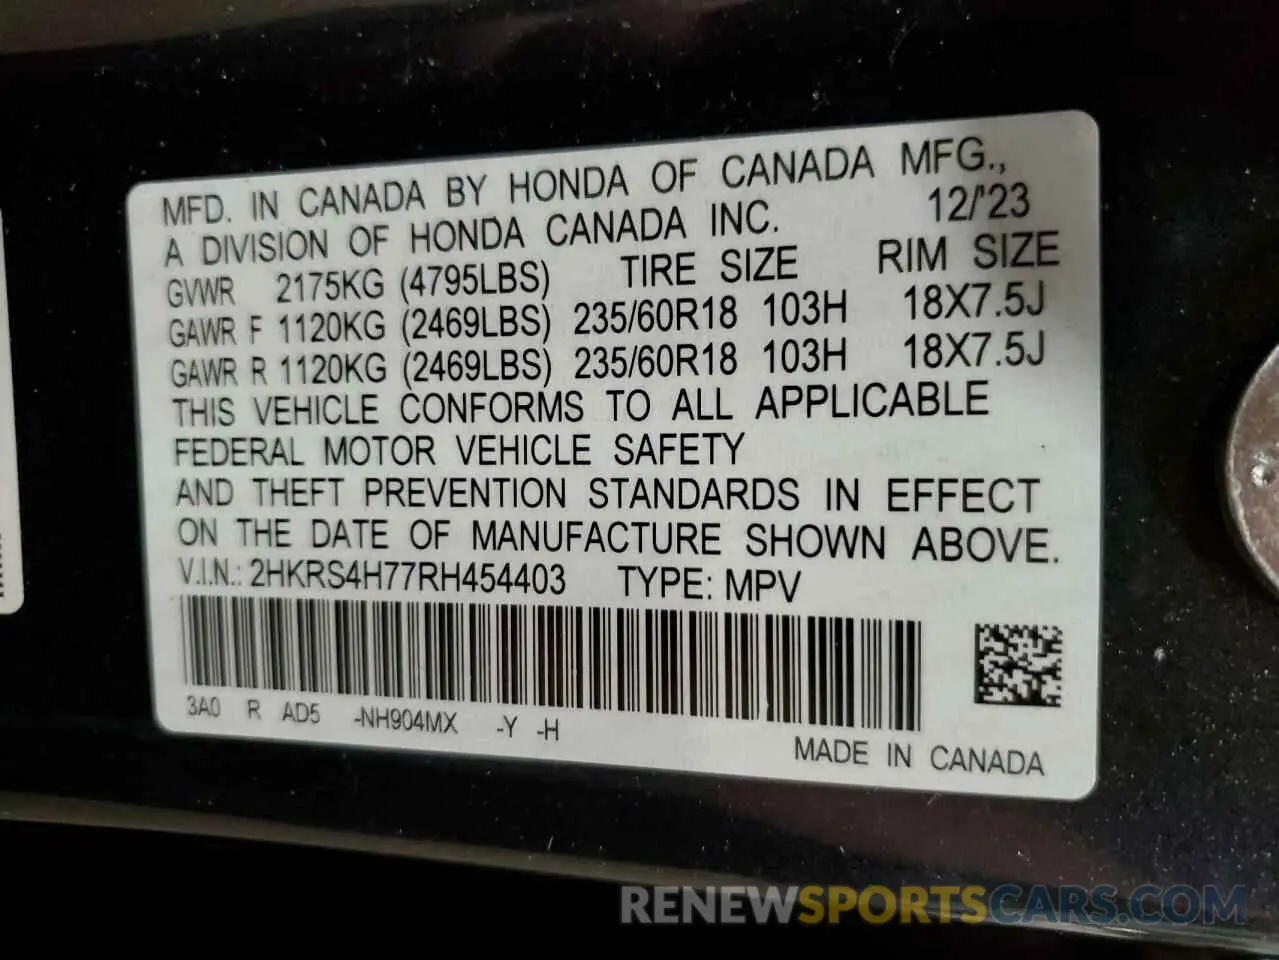 MFD. IN CANADA BY HONDA OF CANADA MFG.,
A DIVISION OF HONDA CANADA INC. 12/'23
GVWR 2175KG (4795LBS) TIRE SIZE RIM SIZE
GAWR F 1120KG (2469LBS) 235/60R18 103H 18X7.5J
GAWR R 1120KG (2469LBS) 235/60R18 103H 18X7.5J
THIS VEHICLE CONFORMS TO ALL APPLICABLE
FEDERAL MOTOR VEHICLE SAFETY
AND THEFT PREVENTION STANDARDS IN EFFECT
ON THE DATE OF MANUFACTURE SHOWN ABOVE.
V.I.N.: 2HKRS4H77RH454403 TYPE: MPV
3A0 R AD5 -NH904MX -Y -H
MADE IN CANADA
RENEWSPORTSCARS.COM